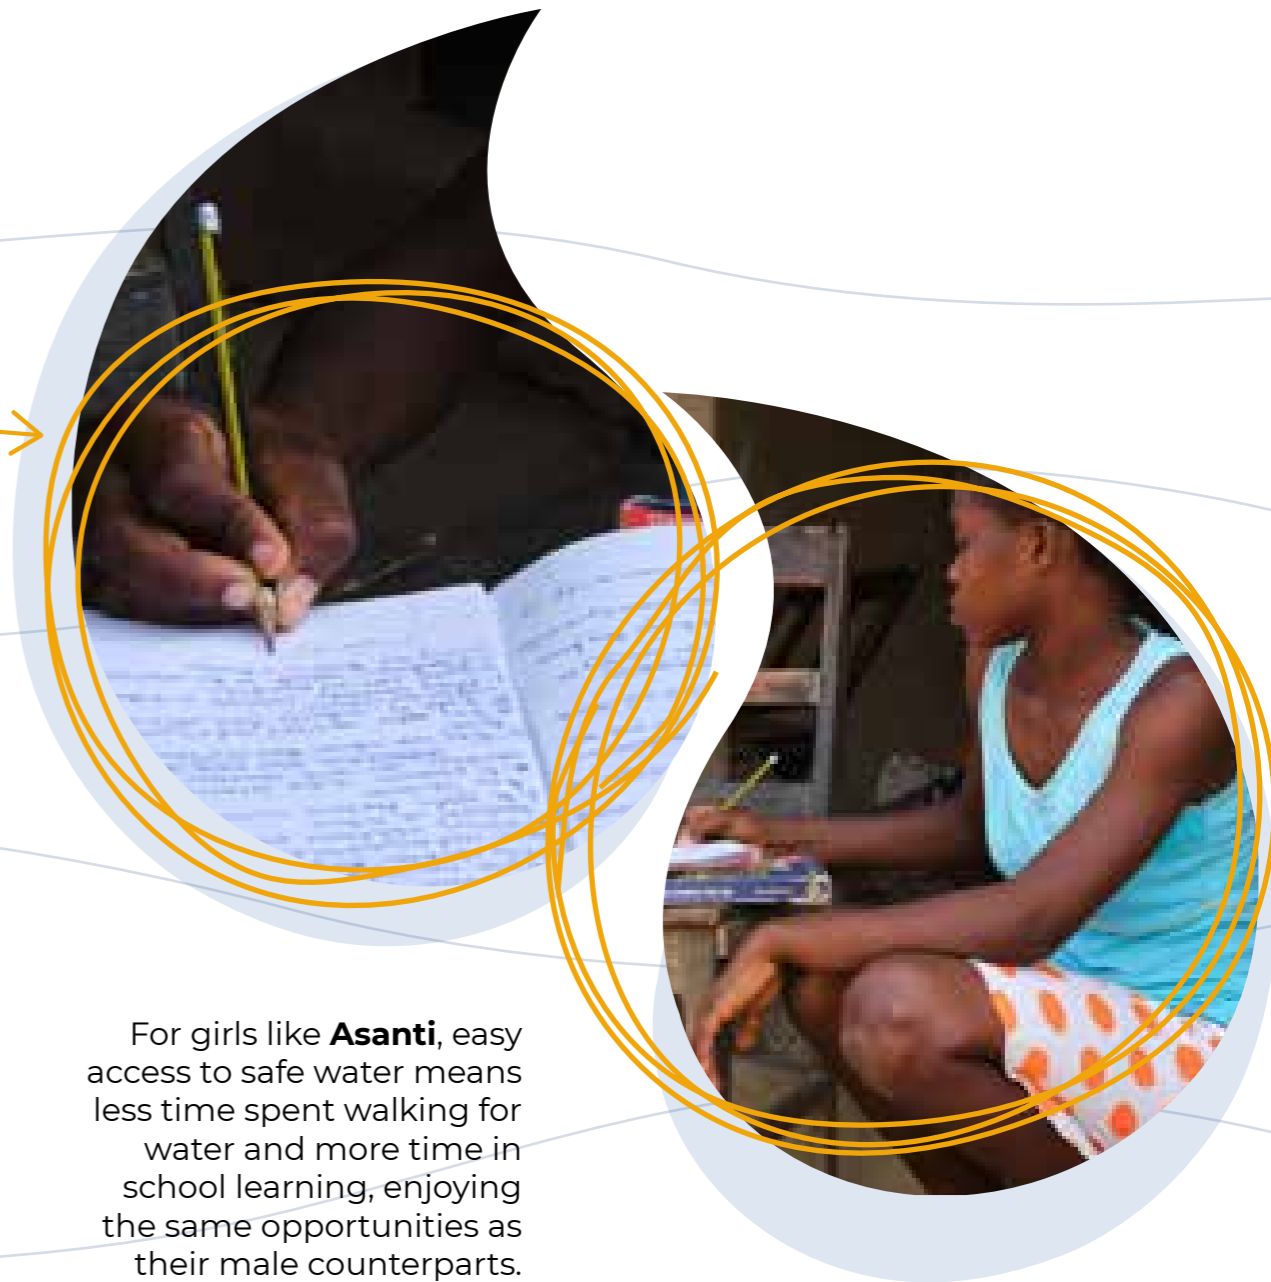 For girls like Asanti, easy
access to safe water means
less time spent walking for
water and more time in
school learning, enjoying
the same opportunities as
their male counterparts.